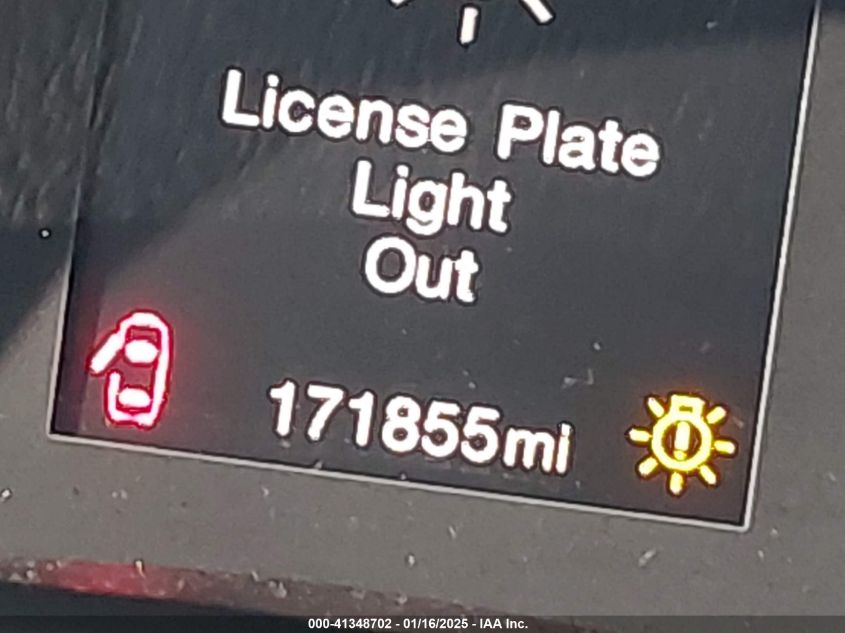 License Plate
Light
Out
171855mi
000-41348702 - 01/16/2025 - IAA Inc.